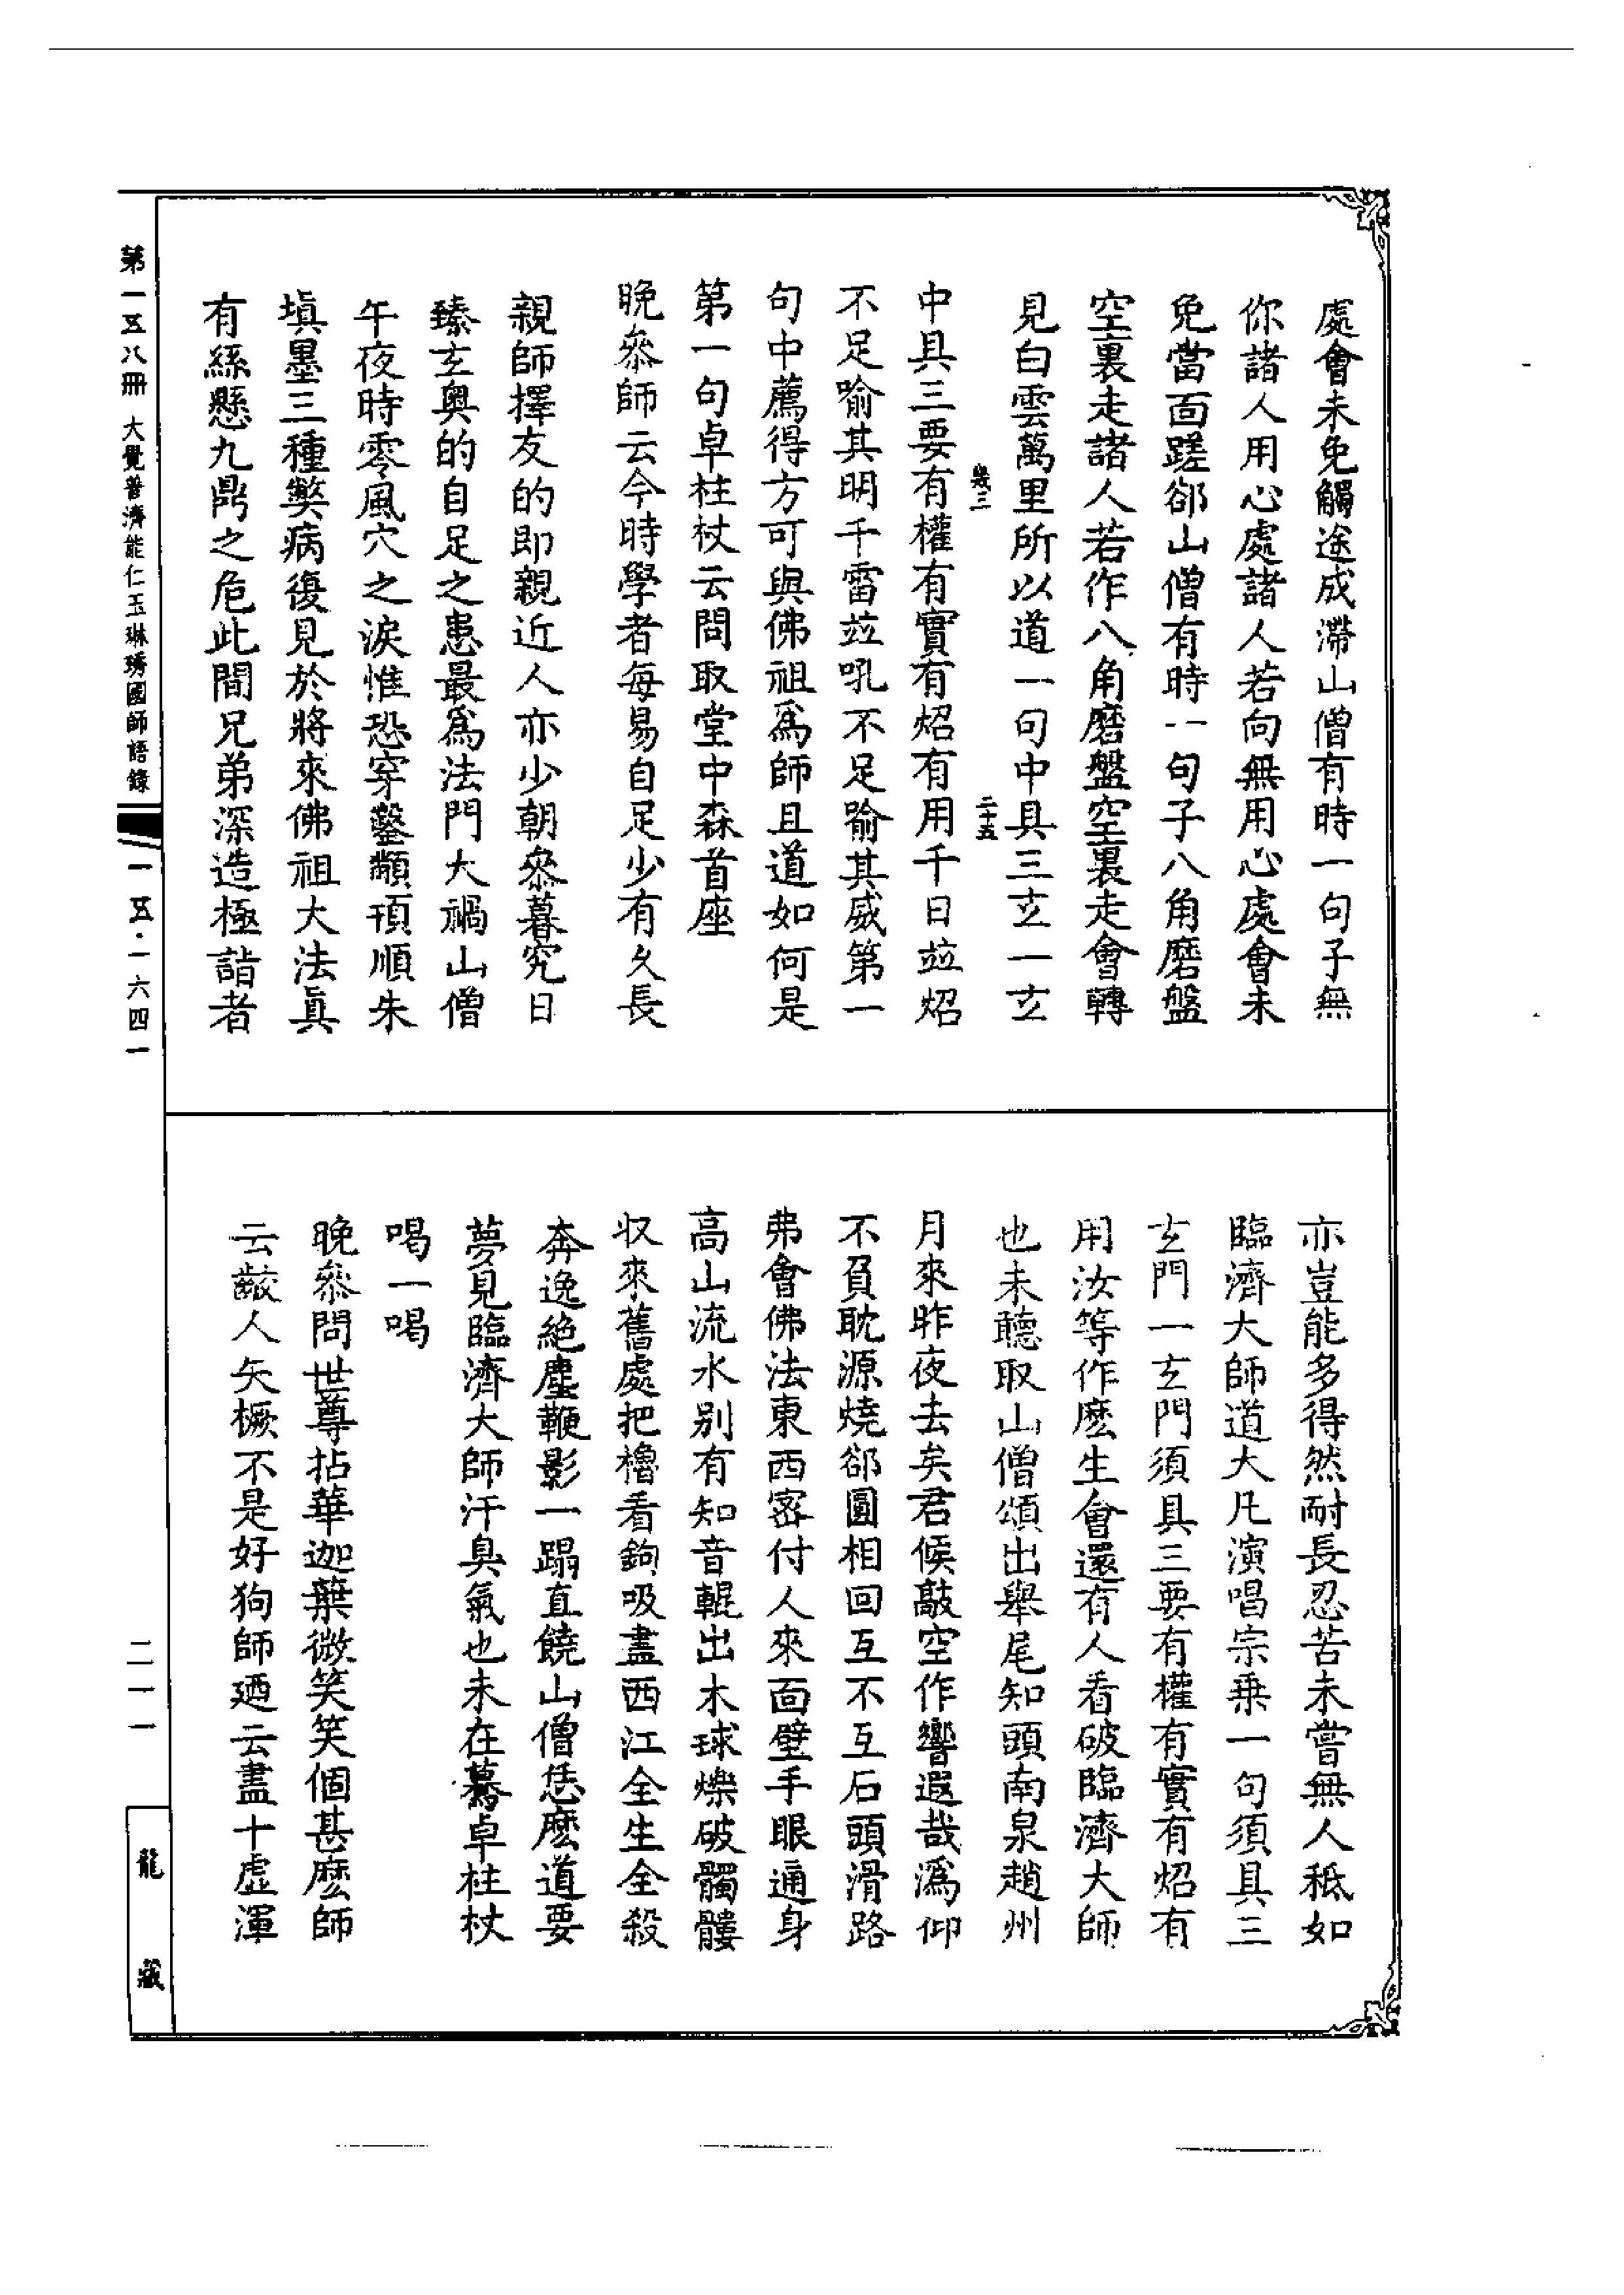 處會未免觸途成滯山僧有時一句子無
你諸人用心處諸人若向無用心處會未
免當面蹉郤山僧有時一句子八角磨盤
空裏走諸人若作八角磨盤空裏走會轉
見白雲萬里所以道一句中具三玄一玄
幾三
二十五
中具三要有權有實有炤有用千日竝炤
不足喻其明千雷竝吼不足踰其威第一
句中薦得方可與佛祖爲師且道如何是
第一句卓柱杖云問取堂中森首座
晚叅師云今時學者每易自足少有久長
親師擇友的即親近人亦少朝叅暮究日
臻玄奧的自足之患最爲法門大禍山僧
午夜時零風穴之淚惟恐穿鑿顢頇順朱
填墨三種獘病復見於將來佛祖大法眞
有絲懸九鼎之危此間兄弟深造極詣者
亦豈能多得然耐長忍苦未嘗無人秪如
臨濟大師道大凡演唱宗乗一句須具三
玄門一玄門須具三要有權有實有炤有
用汝等作麽生會還有人看破臨濟大師
也未聽取山僧頌出舉尾知頭南泉趙州
月來昨夜去矣君候敲空作響遐哉潙仰
不負耽源燒郤圓相回互不互石頭滑路
弗會佛法東西密付人來面壁手眼通身
高山流水别有知音輥出木球爍破髑髏
収來舊處把櫓看鉤吸盡西江全生全殺
奔逸絶塵鞭影一蹋直饒山僧恁麽道要
夢見臨濟大師汗臭氣也未在驀卓柱杖
喝一喝
晚叅問世尊拈華迦葉微笑笑個甚麽師
云齩人矢橛不是好狗師廼云盡十虛渾
第一五八冊 大覺普濟能仁玉琳琇國師語錄
一五·一六四一
二一一
龍藏